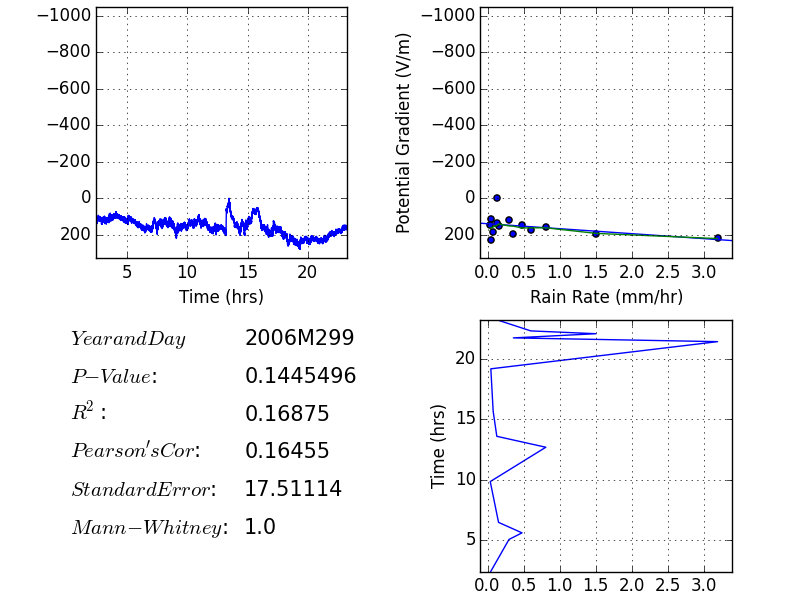 −1000
−800
−600
−400
−200
0
200
5 10 15 20
Time (hrs)
Potential Gradient (V/m)
−1000
−800
−600
−400
−200
0
200
0.0 0.5 1.0 1.5 2.0 2.5 3.0
Rain Rate (mm/hr)
YearandDay 2006M299
P−Value: 0.1445496
R²: 0.16875
Pearson'sCor: 0.16455
StandardError: 17.51114
Mann−Whitney: 1.0
Time (hrs)
20
15
10
5
0.0 0.5 1.0 1.5 2.0 2.5 3.0